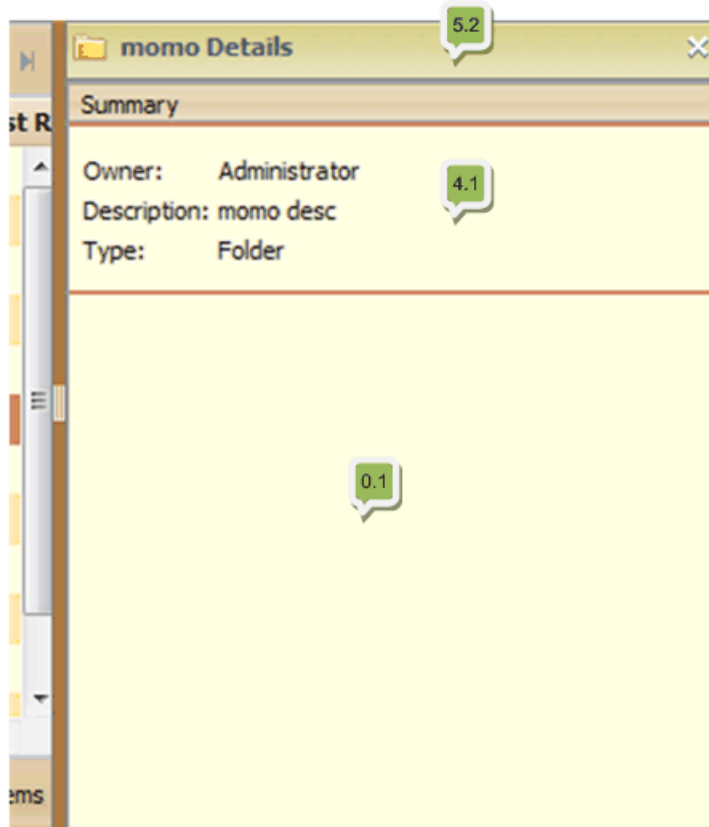 5.2
momo Details
st R
Summary
Owner: Administrator
4.1
Description: momo desc
Type: Folder
0.1
ems